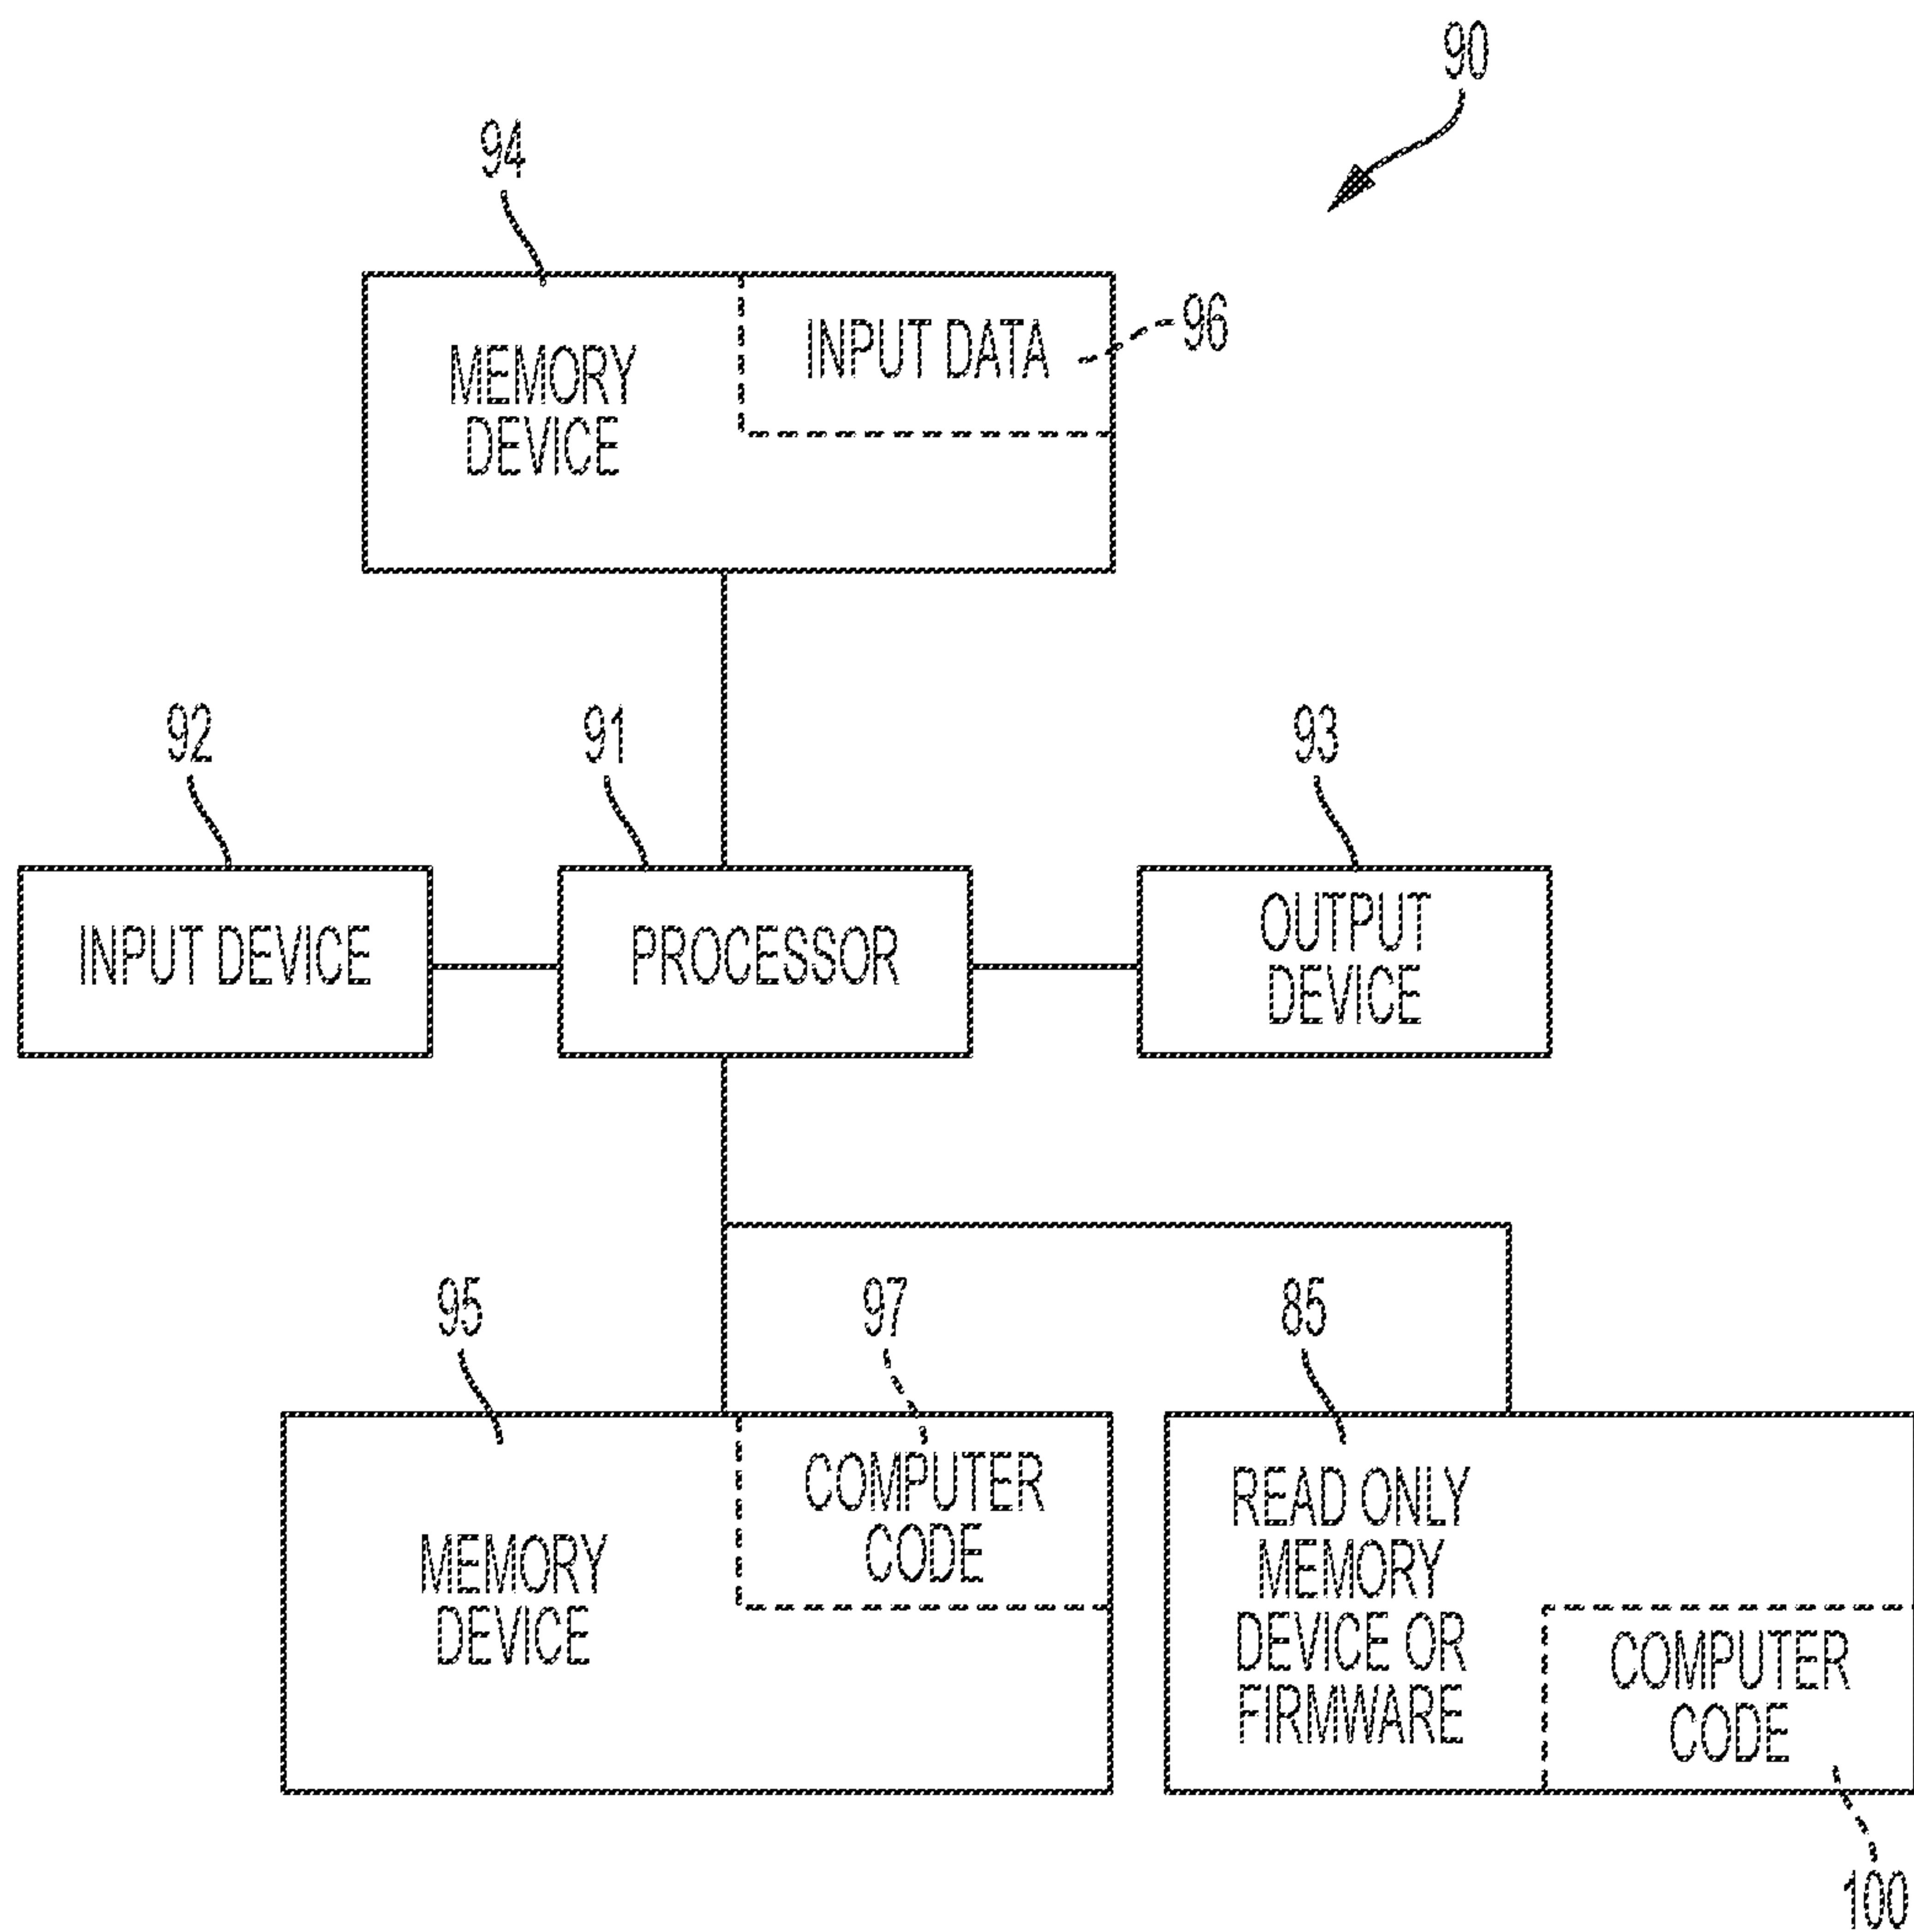 90
94
INPUT DATA
96
MEMORY
DEVICE
92
91
93
INPUT DEVICE
PROCESSOR
OUTPUT
DEVICE
95
97
85
COMPUTER
CODE
MEMORY
DEVICE
READ ONLY
MEMORY
DEVICE OR
FIRMWARE
COMPUTER
CODE
100